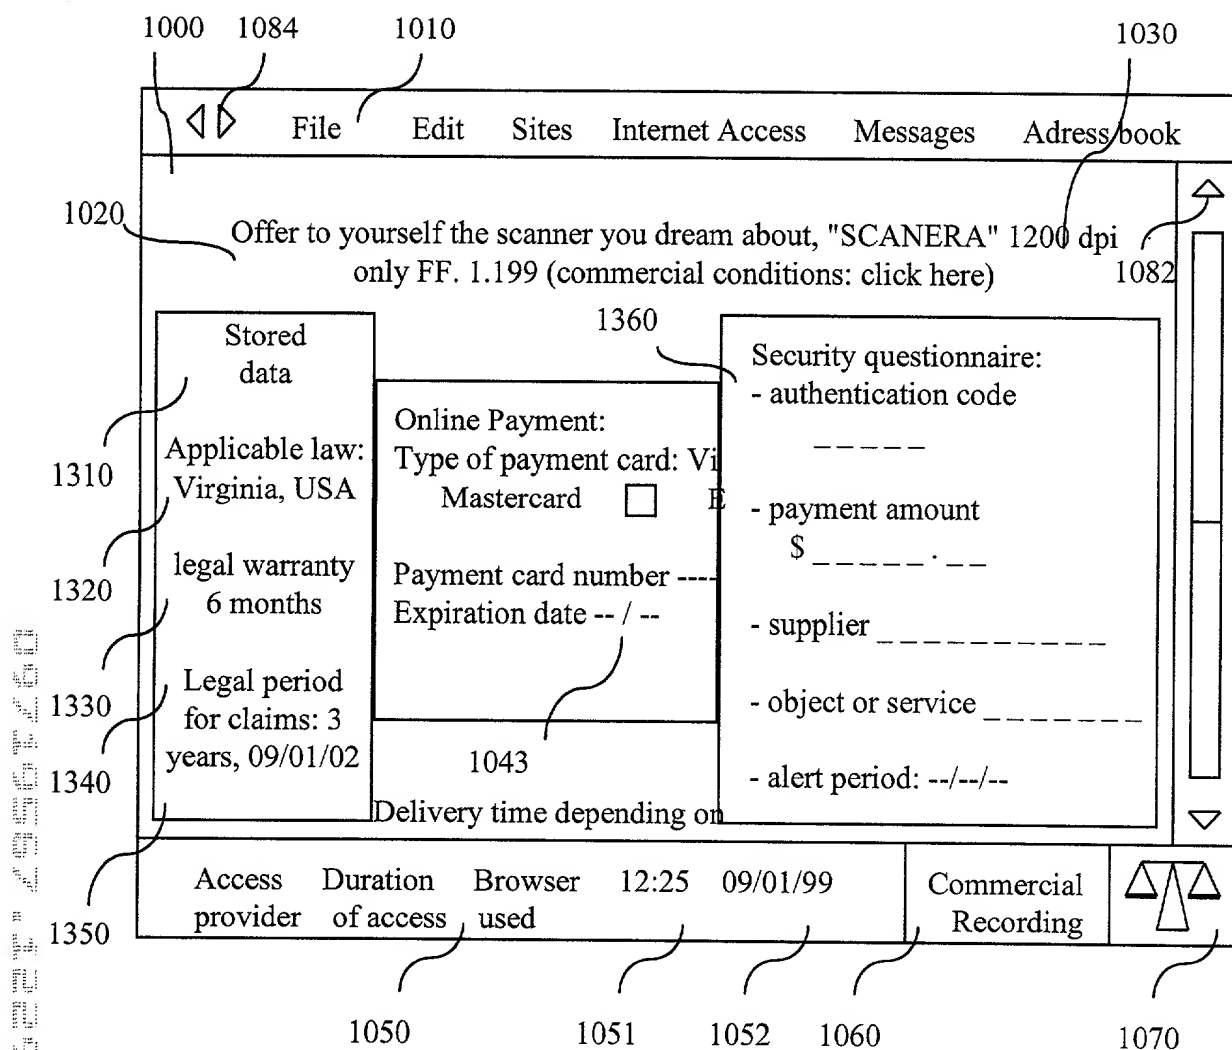 1000 1084 1010 1030
File Edit Sites Internet Access Messages Adress book
1020
Offer to yourself the scanner you dream about, "SCANERA" 1200 dpi
only FF. 1.199 (commercial conditions: click here)
1082
1360
Stored
data
Applicable law:
Virginia, USA
legal warranty
6 months
Legal period
for claims: 3
years, 09/01/02
1310
1320
1330
1340
1350
Online Payment:
Type of payment card: Vi
Mastercard E
Payment card number ----
Expiration date -- / --
1043
Delivery time depending on
Security questionnaire:
- authentication code
_ _ _ _ _
- payment amount
$ _ _ _ _ _ . _ _
- supplier _ _ _ _ _ _ _ _ _ _
- object or service _ _ _ _ _ _ _
- alert period: --/--/--
Access Duration Browser 12:25 09/01/99
provider of access used
Commercial
Recording
1050 1051 1052 1060 1070